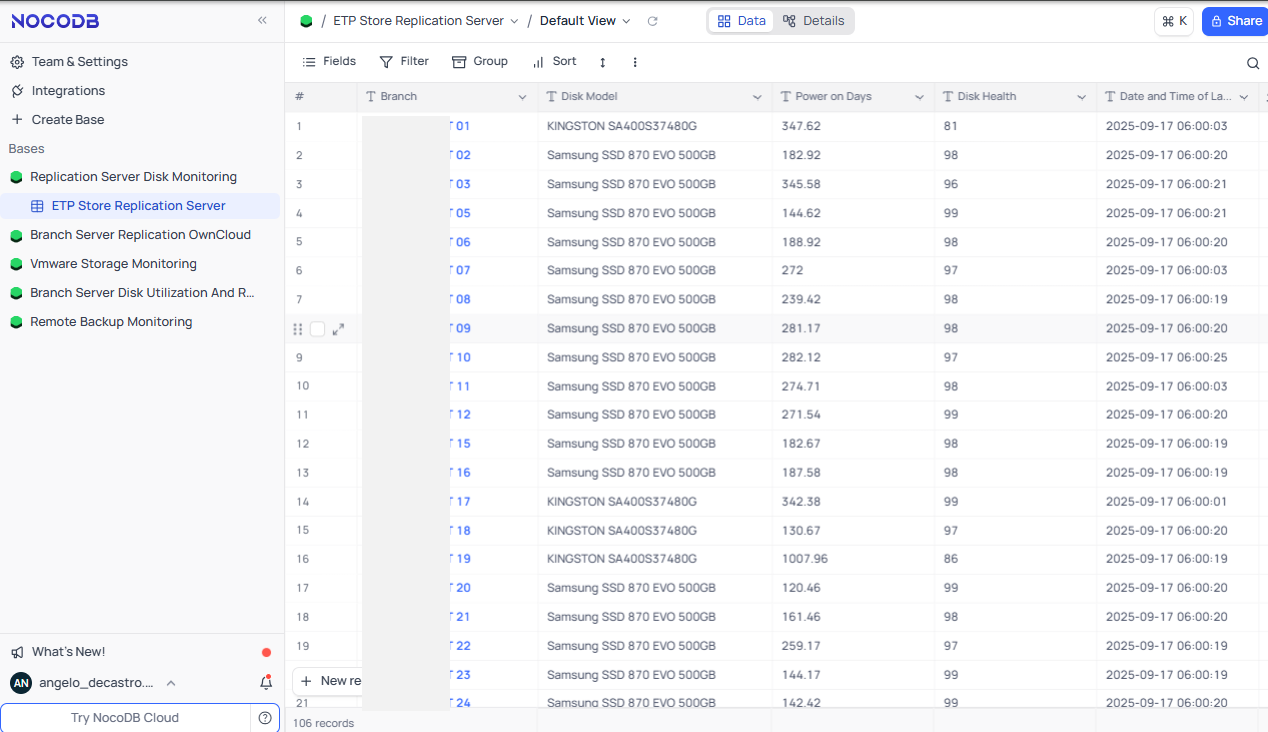 NOCODB
Team & Settings
Integrations
Create Base
Bases
Replication Server Disk Monitoring
ETP Store Replication Server
Branch Server Replication OwnCloud
Vmware Storage Monitoring
Branch Server Disk Utilization And R...
Remote Backup Monitoring
What's New!
AN angelo_decastro....
Try NocoDB Cloud
/ ETP Store Replication Server / Default View Data Details ⌘ K Share
Fields Filter Group Sort
# Branch Disk Model Power on Days Disk Health Date and Time of La...
1 T 01 KINGSTON SA400S37480G 347.62 81 2025-09-17 06:00:03
2 T 02 Samsung SSD 870 EVO 500GB 182.92 98 2025-09-17 06:00:20
3 T 03 Samsung SSD 870 EVO 500GB 345.58 96 2025-09-17 06:00:21
4 T 05 Samsung SSD 870 EVO 500GB 144.62 99 2025-09-17 06:00:21
5 T 06 Samsung SSD 870 EVO 500GB 188.92 98 2025-09-17 06:00:20
6 T 07 Samsung SSD 870 EVO 500GB 272 97 2025-09-17 06:00:03
7 T 08 Samsung SSD 870 EVO 500GB 239.42 98 2025-09-17 06:00:19
T 09 Samsung SSD 870 EVO 500GB 281.17 98 2025-09-17 06:00:20
9 T 10 Samsung SSD 870 EVO 500GB 282.12 97 2025-09-17 06:00:25
10 T 11 Samsung SSD 870 EVO 500GB 274.71 98 2025-09-17 06:00:03
11 T 12 Samsung SSD 870 EVO 500GB 271.54 99 2025-09-17 06:00:20
12 T 15 Samsung SSD 870 EVO 500GB 182.67 98 2025-09-17 06:00:19
13 T 16 Samsung SSD 870 EVO 500GB 187.58 98 2025-09-17 06:00:19
14 T 17 KINGSTON SA400S37480G 342.38 99 2025-09-17 06:00:01
15 T 18 KINGSTON SA400S37480G 130.67 97 2025-09-17 06:00:20
16 T 19 KINGSTON SA400S37480G 1007.96 86 2025-09-17 06:00:19
17 T 20 Samsung SSD 870 EVO 500GB 120.46 99 2025-09-17 06:00:20
18 T 21 Samsung SSD 870 EVO 500GB 161.46 98 2025-09-17 06:00:20
19 T 22 Samsung SSD 870 EVO 500GB 259.17 97 2025-09-17 06:00:19
New re T 23 Samsung SSD 870 EVO 500GB 144.17 99 2025-09-17 06:00:19
21 T 24 Samsung SSD 870 EVO 500GB 142.42 99 2025-09-17 06:00:20
106 records